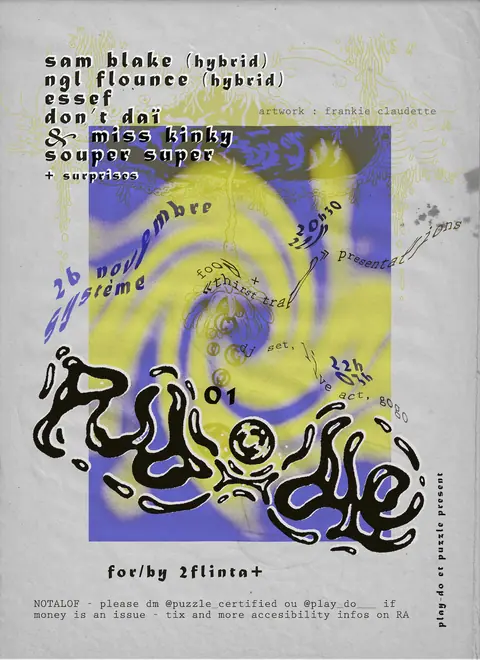 sam blake (hybrid)
ngl flounce (hybrid)
essef
don't daï
& miss kinky
souper super
+ surprises
artwork : frankie claudette
26 novembre
système
20h30
22h
food +
«thirst trap» presentations
dj set, live act, gogo
22h
03h
01
for/by 2flinta+
play-do et puzzle present
NOTALOF - please dm @puzzle_certified ou @play_do___ if
money is an issue - tix and more accesibility infos on RA